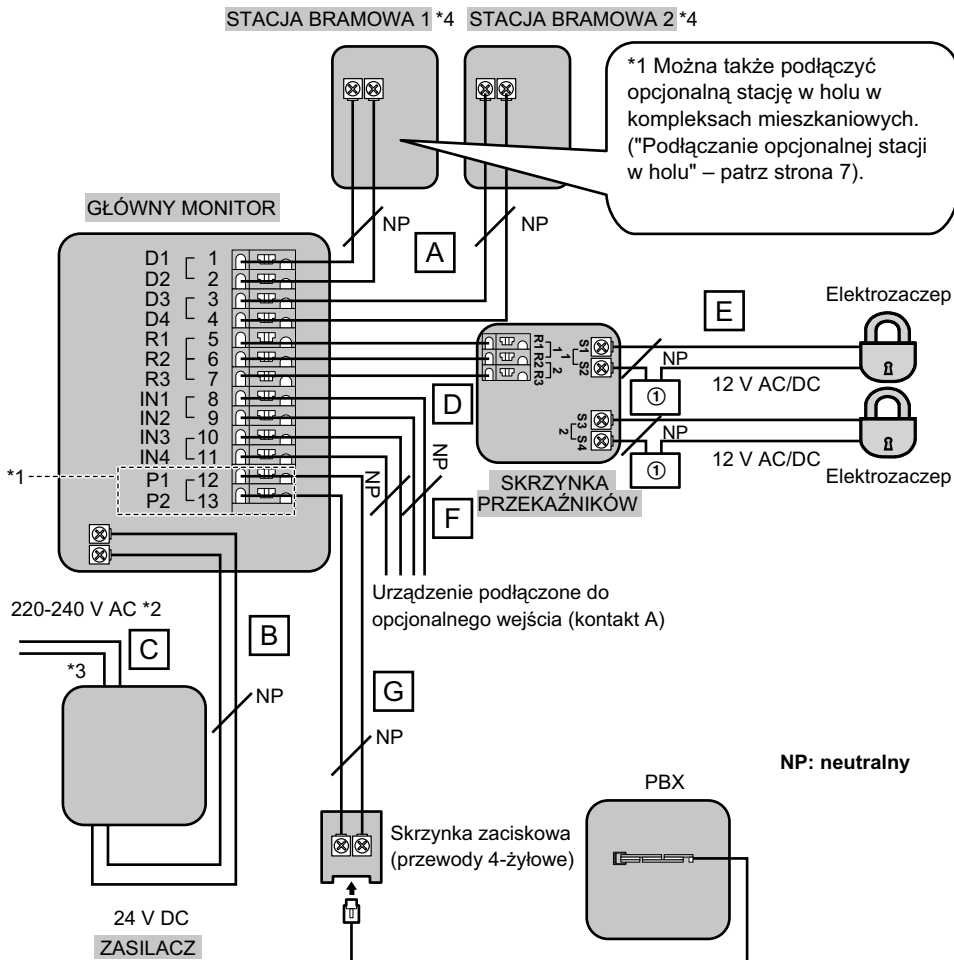 STACJA BRAMOWA 1 *4
STACJA BRAMOWA 2 *4
*1 Można także podłączyć
opcjonalną stację w holu w
kompleksach mieszkaniowych.
("Podłączanie opcjonalnej stacji
w holu" – patrz strona 7).
GŁÓWNY MONITOR
NP
A
NP
D1 1
D2 2
D3 3
D4 4
R1 5
R2 6
R3 7
IN1 8
IN2 9
IN3 10
IN4 11
P1 12
P2 13
*1
R1
R2
R3
1
2
1
S1
S2
2
S3
S4
E
Elektrozaczep
NP
①
12 V AC/DC
NP
①
12 V AC/DC
Elektrozaczep
D
SKRZYNKA
PRZEKAŹNIKÓW
NP
NP
F
Urządzenie podłączone do
opcjonalnego wejścia (kontakt A)
220-240 V AC *2
C
B
*3
NP
G
NP
NP: neutralny
PBX
Skrzynka zaciskowa
(przewody 4-żyłowe)
24 V DC
ZASILACZ